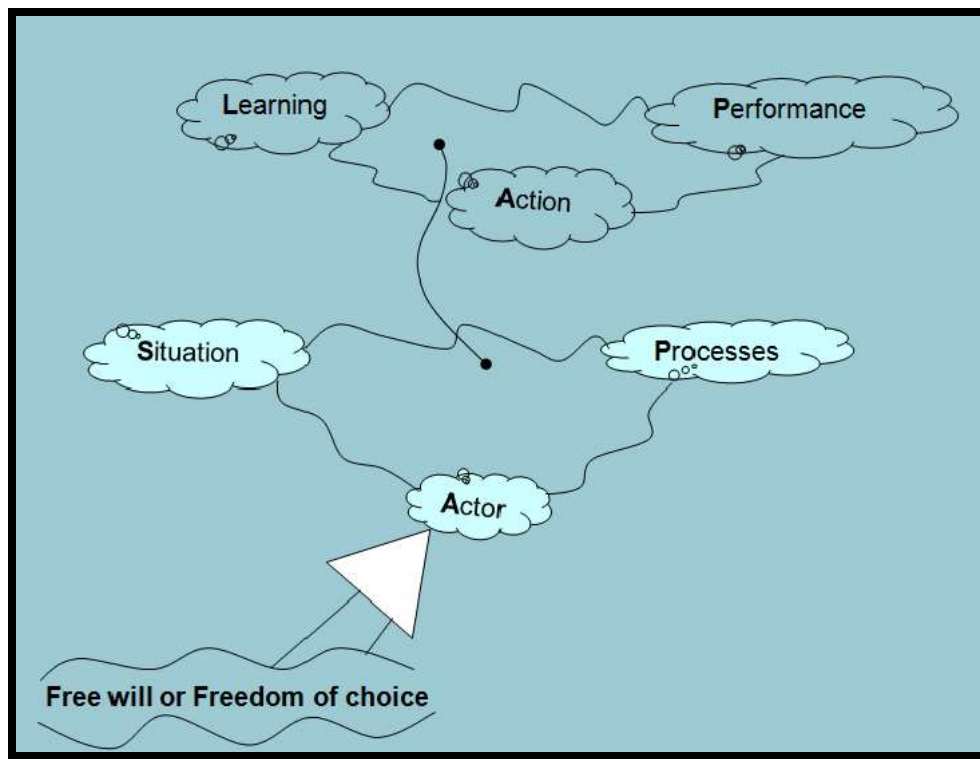 Learning
Performance
Action
Situation
Processes
Actor
Free will or Freedom of choice